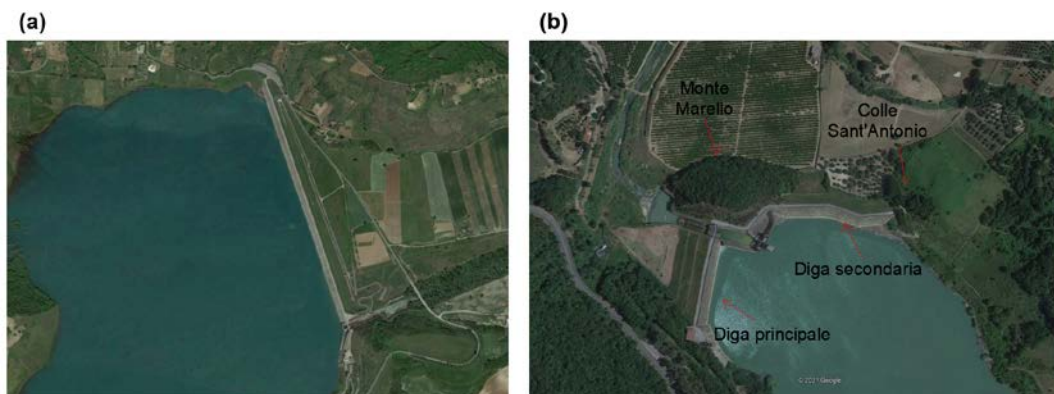 (a)
(b)
Monte
Marello
Colle
Sant'Antonio
Diga secondaria
Diga principale
© 2021 Google